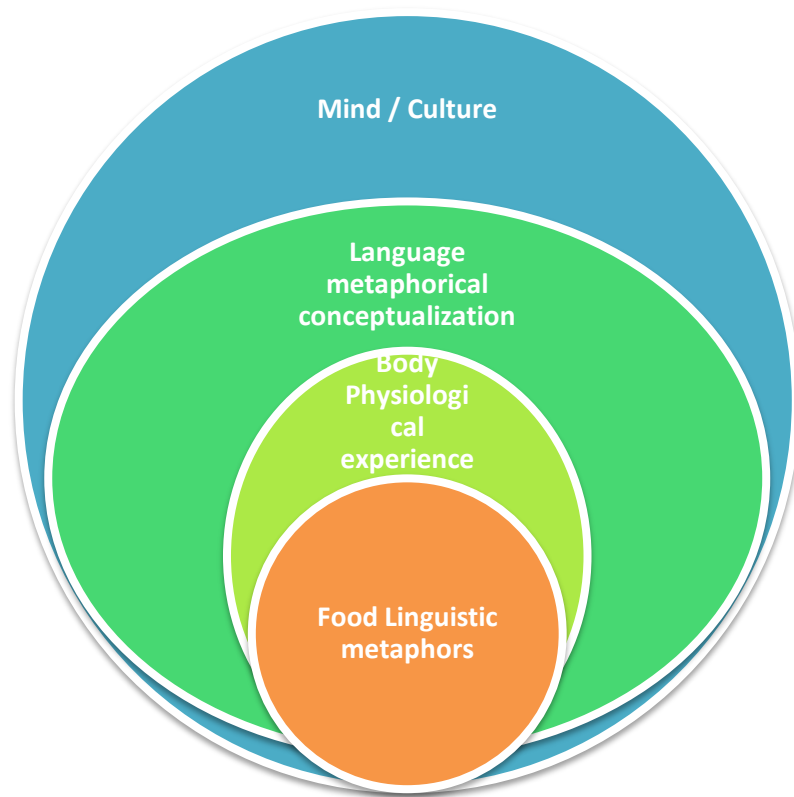 Mind / Culture
Language
metaphorical
conceptualization
Body
Physiologi
cal
experience
Food Linguistic
metaphors